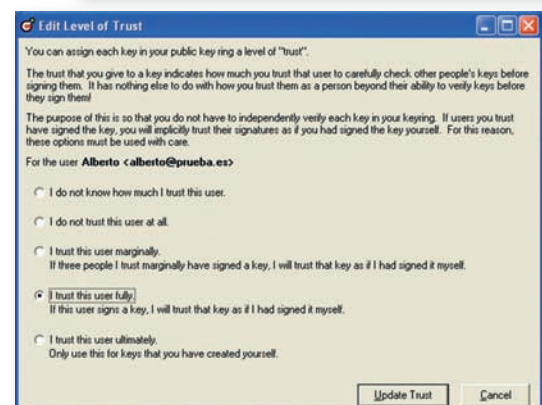 Edit Level of Trust
You can assign each key in your public key ring a level of "trust".
The trust that you give to a key indicates how much you trust that user to carefully check other people's keys before
signing them. It has nothing else to do with how you trust them as a person beyond their ability to verify keys before
they sign them!
The purpose of this is so that you do not have to independently verify each key in your keyring. If users you trust
have signed the key, you will implicitly trust their signatures as if you had signed the key yourself. For this reason,
these options must be used with care.
For the user Alberto <alberto@prueba.es>
I do not know how much I trust this user.
I do not trust this user at all.
I trust this user marginally.
If three people I trust marginally have signed a key, I will trust that key as if I had signed it myself.
I trust this user fully.
If this user signs a key, I will trust that key as if I had signed it myself.
I trust this user ultimately.
Only use this for keys that you have created yourself.
Update Trust Cancel